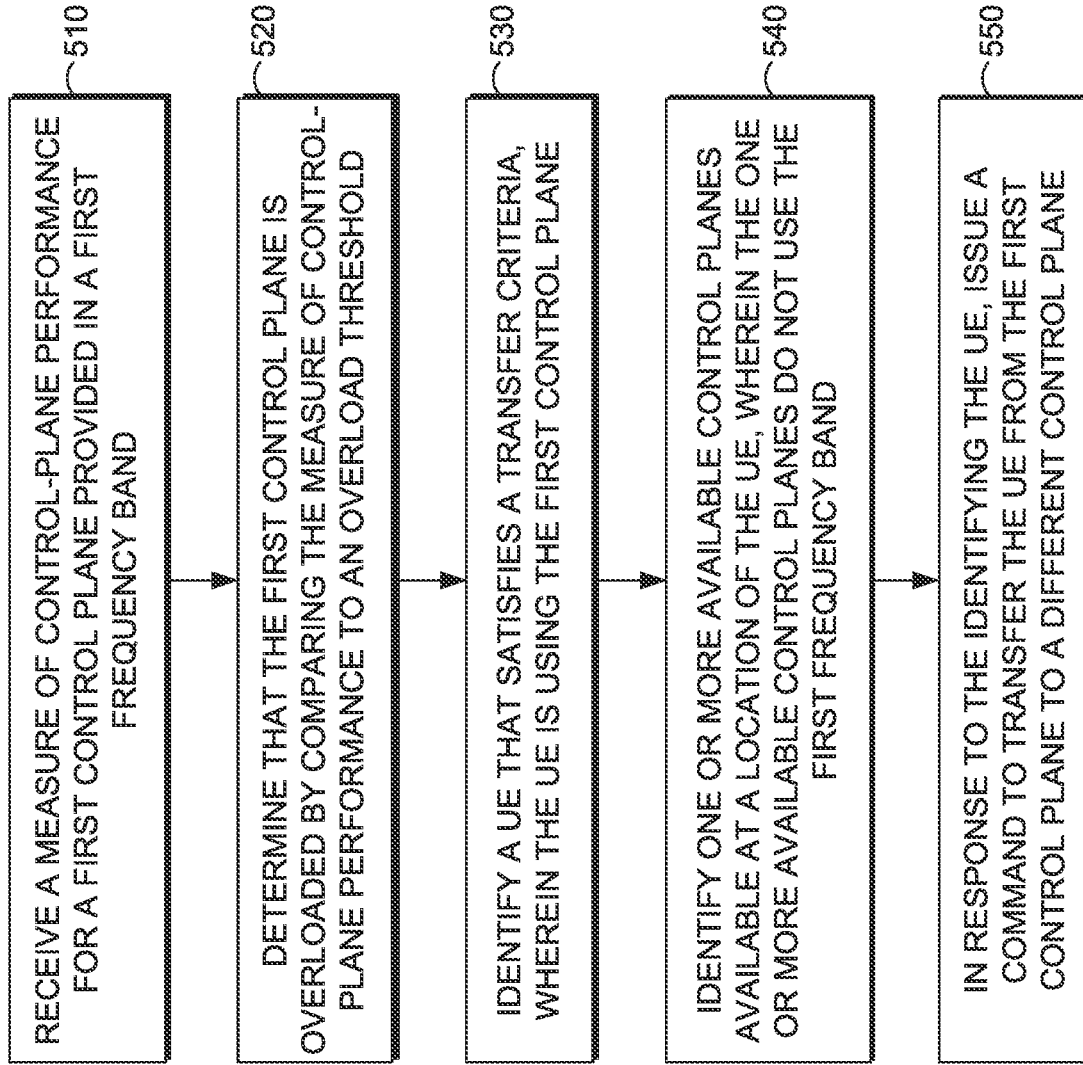 RECEIVE A MEASURE OF CONTROL-PLANE PERFORMANCE
FOR A FIRST CONTROL PLANE PROVIDED IN A FIRST
FREQUENCY BAND
510
DETERMINE THAT THE FIRST CONTROL PLANE IS
OVERLOADED BY COMPARING THE MEASURE OF CONTROL-
PLANE PERFORMANCE TO AN OVERLOAD THRESHOLD
520
IDENTIFY A UE THAT SATISFIES A TRANSFER CRITERIA,
WHEREIN THE UE IS USING THE FIRST CONTROL PLANE
530
IDENTIFY ONE OR MORE AVAILABLE CONTROL PLANES
AVAILABLE AT A LOCATION OF THE UE, WHEREIN THE ONE
OR MORE AVAILABLE CONTROL PLANES DO NOT USE THE
FIRST FREQUENCY BAND
540
IN RESPONSE TO THE IDENTIFYING THE UE, ISSUE A
COMMAND TO TRANSFER THE UE FROM THE FIRST
CONTROL PLANE TO A DIFFERENT CONTROL PLANE
550